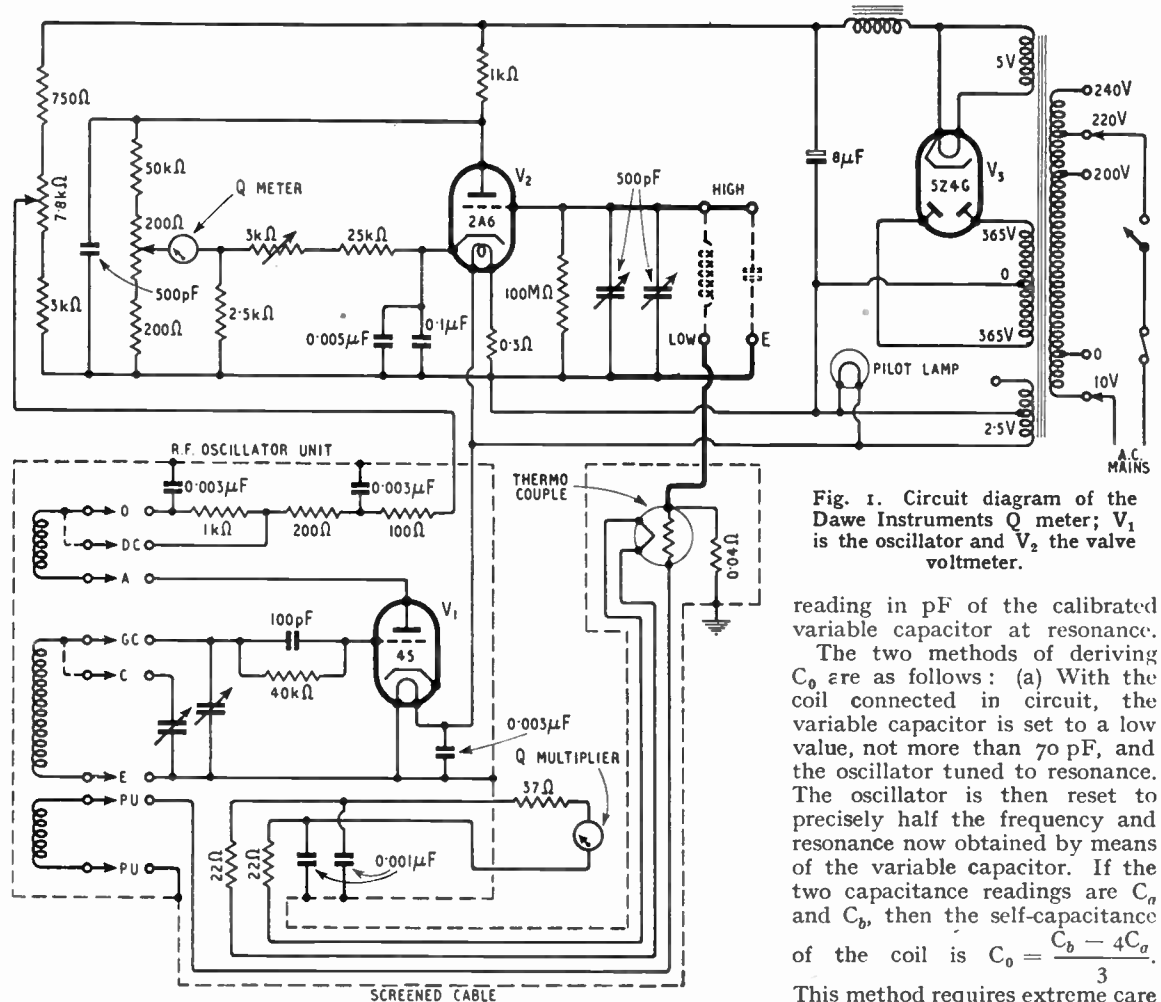 1kΩ
750Ω
7·8kΩ
3kΩ
500pF
50kΩ
200Ω
200Ω
Q METER
3kΩ
25kΩ
2·5kΩ
0·005μF
0·1μF
V2
2A6
0·3Ω
100MΩ
500pF
HIGH
LOW
E
8μF
5V
5Z4G
V3
365V
0
365V
PILOT LAMP
2·5V
240V
220V
200V
0
10V
A.C.
MAINS
R.F. OSCILLATOR UNIT
0·003μF
0·003μF
1kΩ
200Ω
100Ω
O
DC
A
GC
C
E
PU
PU
100pF
40kΩ
V1
45
0·003μF
Q MULTIPLIER
37Ω
22Ω
22Ω
0·001μF
THERMO
COUPLE
0·04Ω
SCREENED CABLE
Fig. 1. Circuit diagram of the
Dawe Instruments Q meter; V1
is the oscillator and V2 the valve
voltmeter.
reading in pF of the calibrated
variable capacitor at resonance.
The two methods of deriving
C0 are as follows: (a) With the
coil connected in circuit, the
variable capacitor is set to a low
value, not more than 70 pF, and
the oscillator tuned to resonance.
The oscillator is then reset to
precisely half the frequency and
resonance now obtained by means
of the variable capacitor. If the
two capacitance readings are Ca
and Cb, then the self-capacitance
of the coil is C0 = (Cb − 4Ca) / 3.
This method requires extreme care